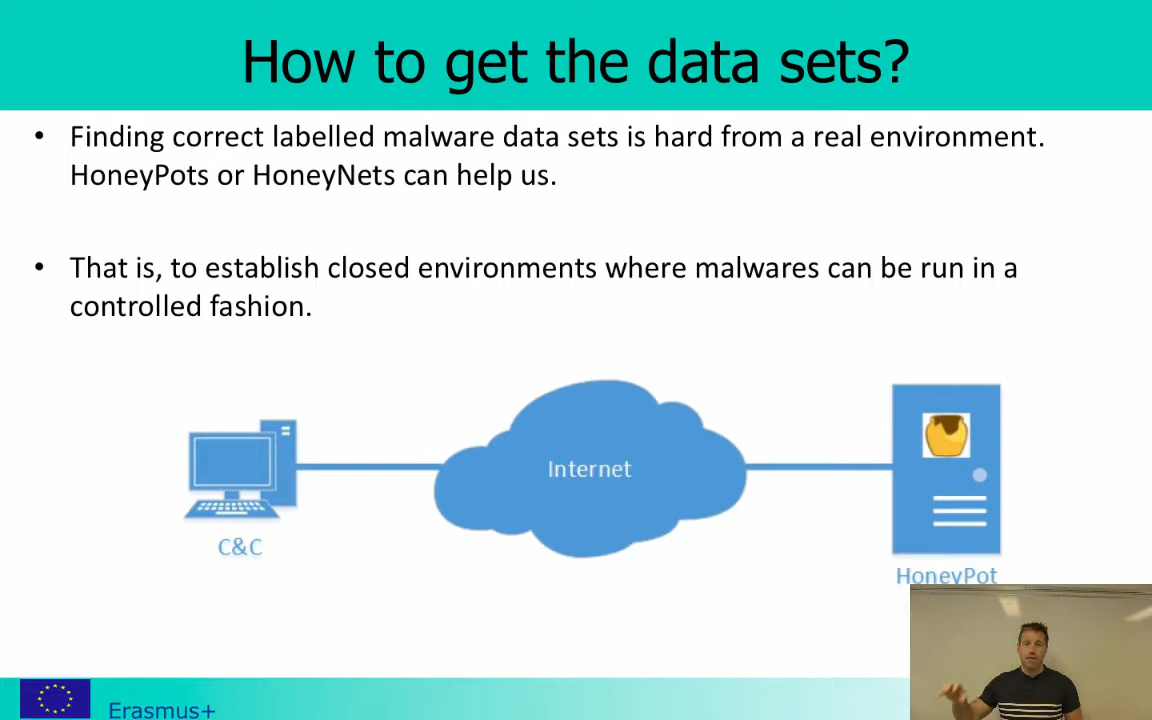 How to get the data sets?
• Finding correct labelled malware data sets is hard from a real environment.
HoneyPots or HoneyNets can help us.
• That is, to establish closed environments where malwares can be run in a
controlled fashion.
Internet
C&C
HoneyPot
Erasmus+